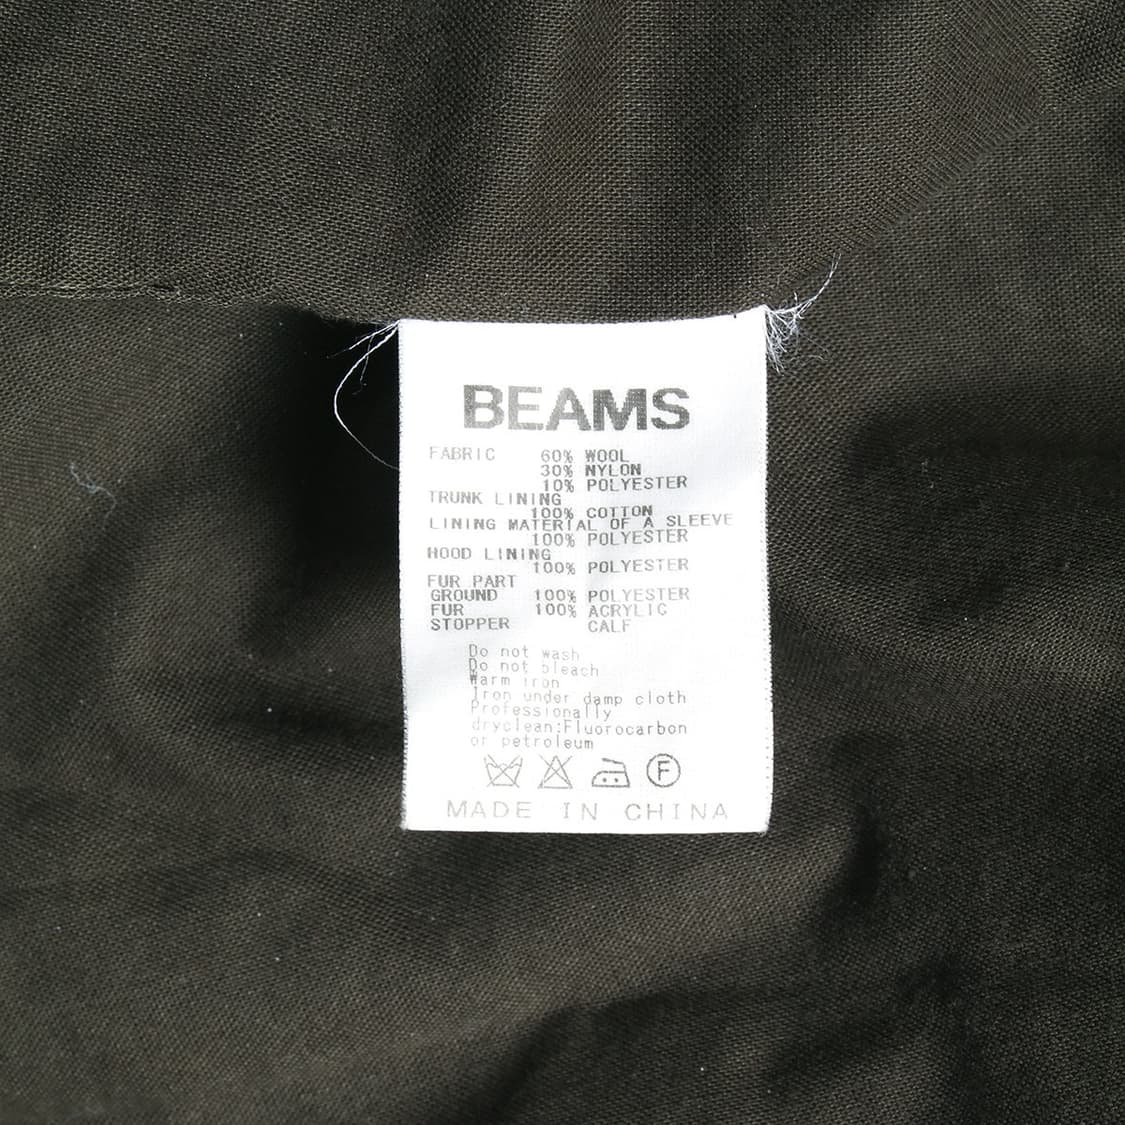 BEAMS
FABRIC 60% WOOL
30% NYLON
10% POLYESTER
TRUNK LINING
100% COTTON
LINING MATERIAL OF A SLEEVE
100% POLYESTER
HOOD LINING
100% POLYESTER
FUR PART
GROUND 100% POLYESTER
FUR 100% ACRYLIC
STOPPER CALF
Do not wash
Do not bleach
Warm iron
Iron under damp cloth
Professionally
dryclean:Fluorocarbon
or petroleum
F
MADE IN CHINA